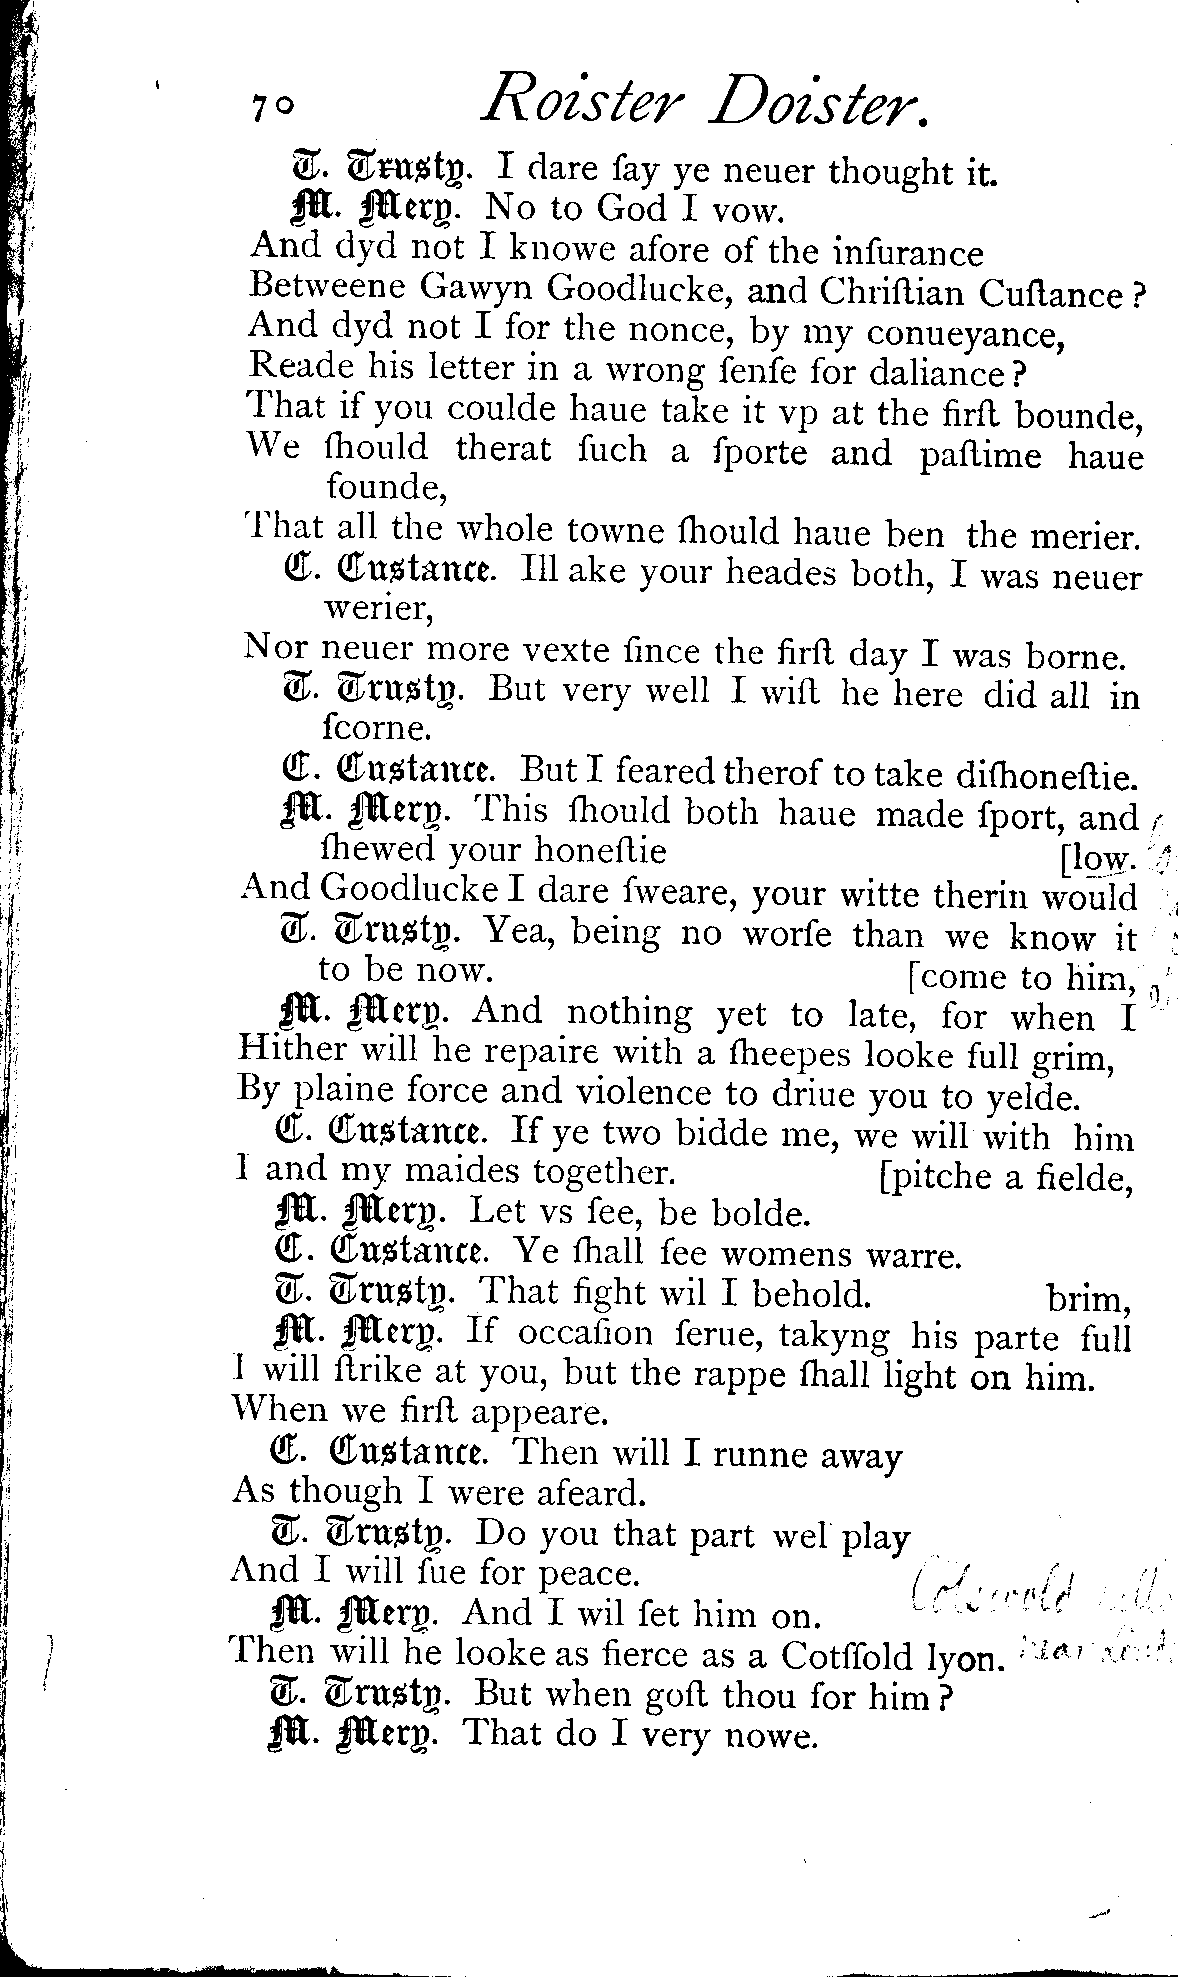 70 Roister Doister.
T. Trusty. I dare ſay ye neuer thought it.
M. Mery. No to God I vow.
And dyd not I knowe afore of the inſurance
Betweene Gawyn Goodlucke, and Chriſtian Cuſtance?
And dyd not I for the nonce, by my conueyance,
Reade his letter in a wrong ſenſe for daliance?
That if you coulde haue take it vp at the firſt bounde,
We ſhould therat ſuch a ſporte and paſtime haue
founde,
That all the whole towne ſhould haue ben the merier.
C. Custance. Ill ake your heades both, I was neuer
werier,
Nor neuer more vexte ſince the firſt day I was borne.
T. Trusty. But very well I wiſt he here did all in
ſcorne.
C. Custance. But I feared therof to take diſhoneſtie.
M. Mery. This ſhould both haue made ſport, and
ſhewed your honeſtie [low.
And Goodlucke I dare ſweare, your witte therin would
T. Trusty. Yea, being no worſe than we know it
to be now. [come to him,
M. Mery. And nothing yet to late, for when I
Hither will he repaire with a ſheepes looke full grim,
By plaine force and violence to driue you to yelde.
C. Custance. If ye two bidde me, we will with him
I and my maides together. [pitche a fielde,
M. Mery. Let vs ſee, be bolde.
C. Custance. Ye ſhall ſee womens warre.
T. Trusty. That fight wil I behold. brim,
M. Mery. If occaſion ſerue, takyng his parte full
I will ſtrike at you, but the rappe ſhall light on him.
When we firſt appeare.
C. Custance. Then will I runne away
As though I were afeard.
T. Trusty. Do you that part wel play
And I will ſue for peace.
Cotswold
M. Mery. And I wil ſet him on.
Then will he looke as fierce as a Cotſſold lyon. near
T. Trusty. But when goſt thou for him?
M. Mery. That do I very nowe.